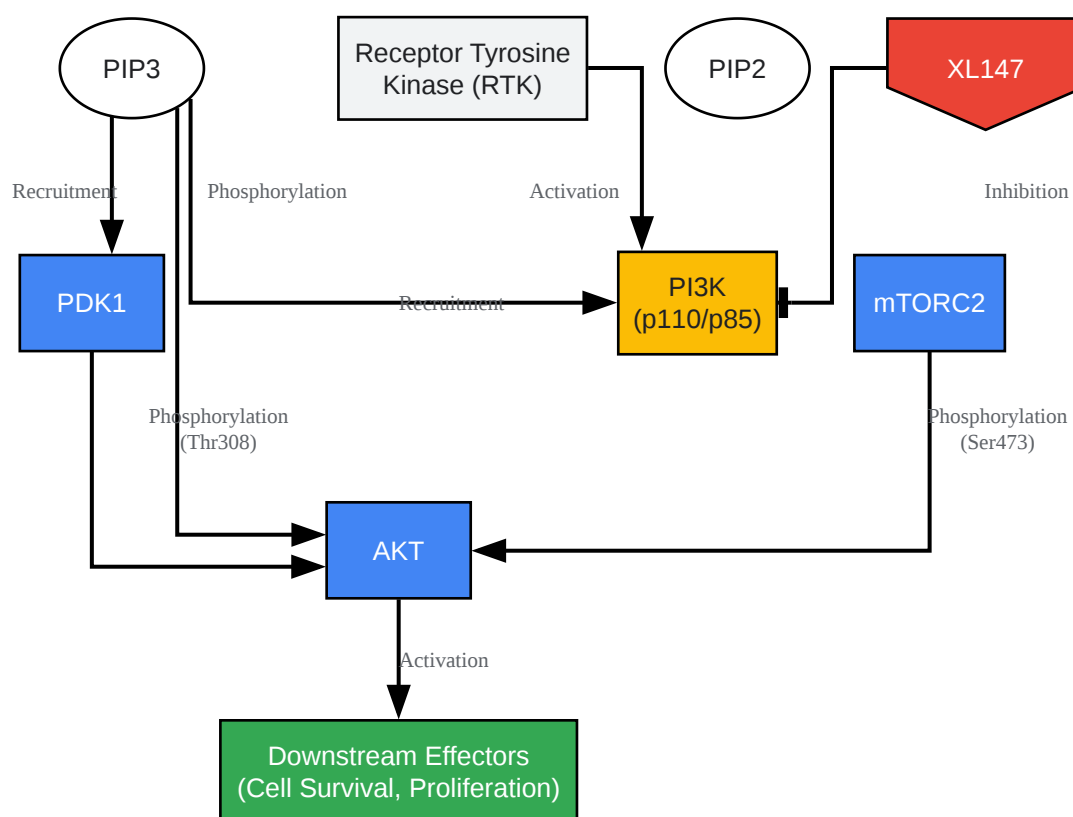 PIP3
Receptor Tyrosine
Kinase (RTK)
PIP2
XL147
Recruitment
Phosphorylation
Activation
Inhibition
PDK1
Recruitment
PI3K
(p110/p85)
mTORC2
Phosphorylation
(Thr308)
Phosphorylation
(Ser473)
AKT
Activation
Downstream Effectors
(Cell Survival, Proliferation)